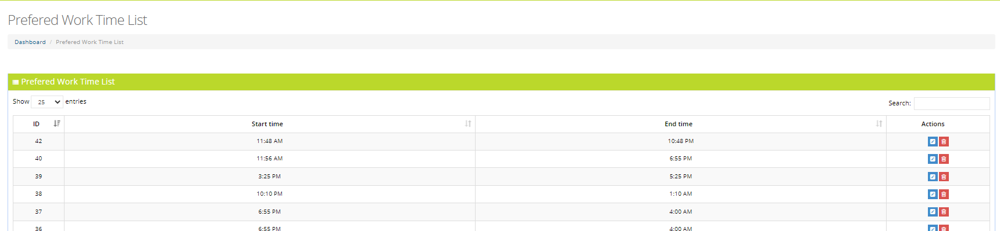 Prefered Work Time List
Dashboard / Prefered Work Time List
Prefered Work Time List
Show 25 entries
Search:
ID Start time End time Actions
42 11:48 AM 10:48 PM
40 11:56 AM 6:55 PM
39 3:25 PM 5:25 PM
38 10:10 PM 1:10 AM
37 6:55 PM 4:00 AM
36 6:55 PM 4:00 AM